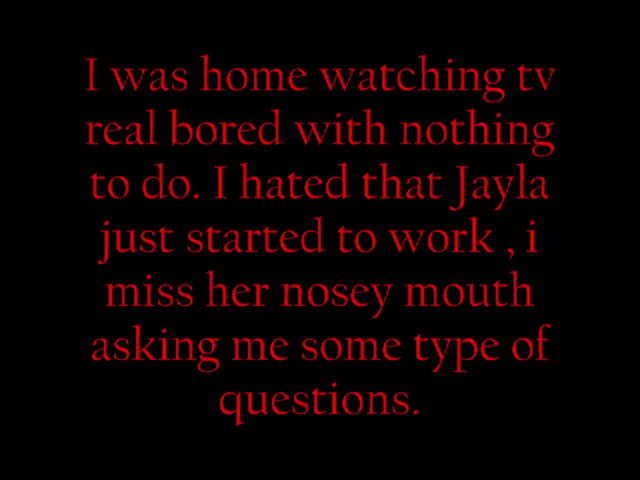 I was home watching tv
real bored with nothing
to do. I hated that Jayla
just started to work , i
miss her nosey mouth
asking me some type of
questions.